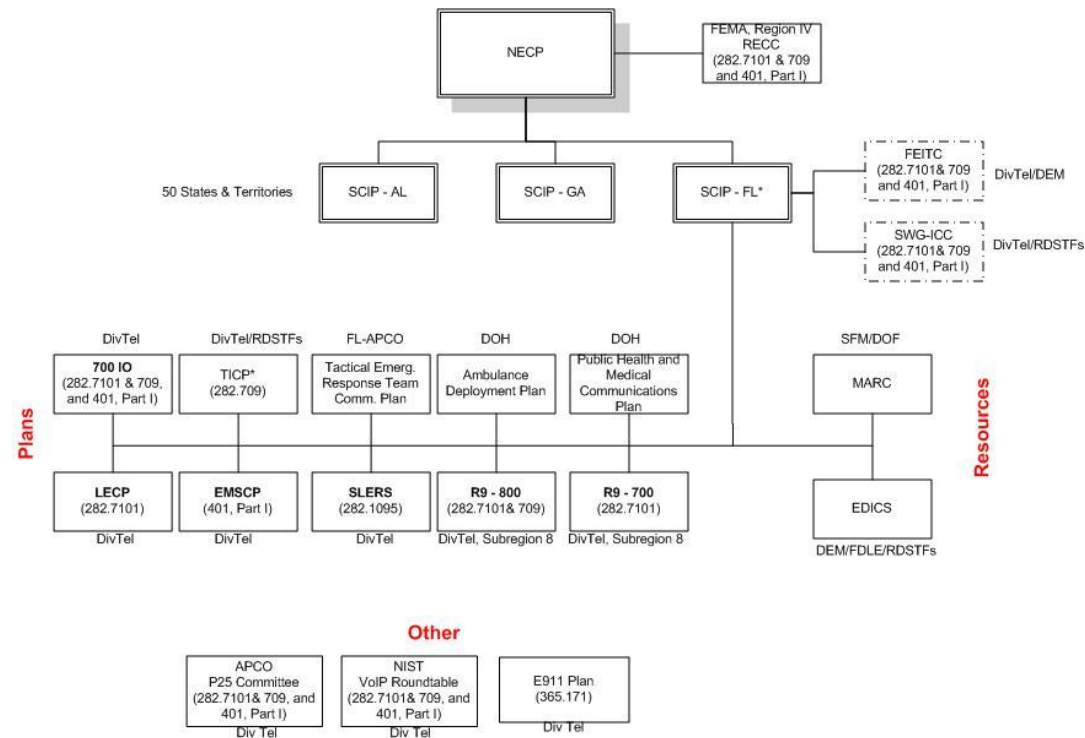 NECP
FEMA, Region IV
RECC
(282.7101 & 709
and 401, Part I)
50 States & Territories
SCIP - AL
SCIP - GA
SCIP - FL*
FEITC
(282.7101& 709
and 401, Part I)
DivTel/DEM
SWG-ICC
(282.7101& 709
and 401, Part I)
DivTel/RDSTFs
Plans
DivTel
700 IO
(282.7101 & 709,
and 401, Part I)
DivTel/RDSTFs
TICP*
(282.709)
FL-APCO
Tactical Emerg.
Response Team
Comm. Plan
DOH
Ambulance
Deployment Plan
DOH
Public Health and
Medical
Communications
Plan
SFM/DOF
MARC
Resources
LECP
(282.7101)
DivTel
EMSCP
(401, Part I)
DivTel
SLERS
(282.1095)
DivTel
R9 - 800
(282.7101& 709)
DivTel, Subregion 8
R9 - 700
(282.7101)
DivTel, Subregion 8
EDICS
DEM/FDLE/RDSTFs
Other
APCO
P25 Committee
(282.7101& 709, and
401, Part I)
Div Tel
NIST
VoIP Roundtable
(282.7101& 709, and
401, Part I)
Div Tel
E911 Plan
(365.171)
Div Tel